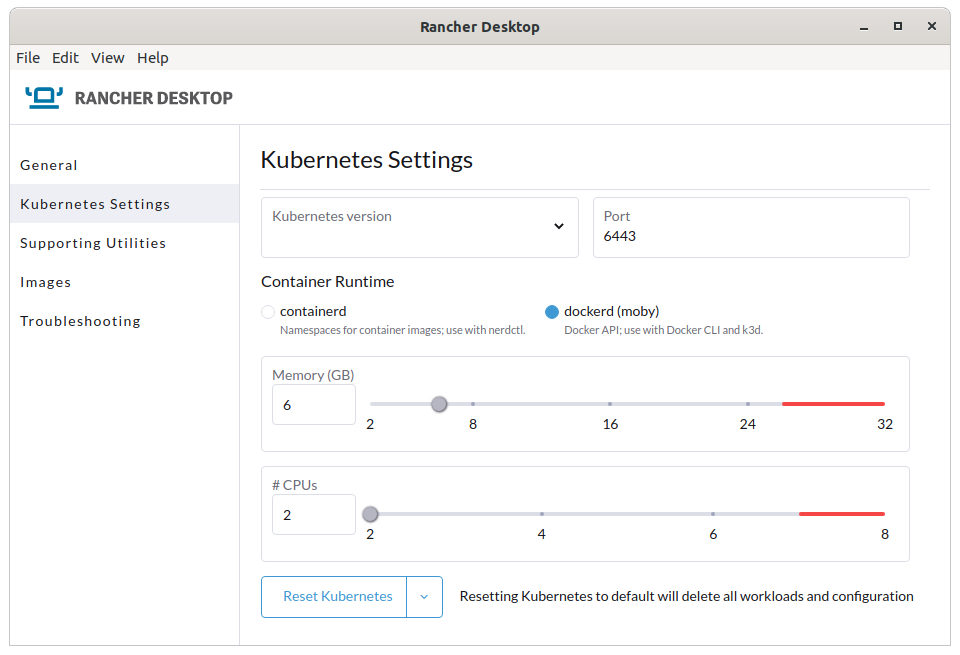 Rancher Desktop
File Edit View Help
RANCHER DESKTOP
General
Kubernetes Settings
Supporting Utilities
Images
Troubleshooting
Kubernetes Settings
Kubernetes version
Port
6443
Container Runtime
containerd
Namespaces for container images; use with nerdctl.
dockerd (moby)
Docker API; use with Docker CLI and k3d.
Memory (GB)
6
2 8 16 24 32
# CPUs
2
2 4 6 8
Reset Kubernetes
Resetting Kubernetes to default will delete all workloads and configuration